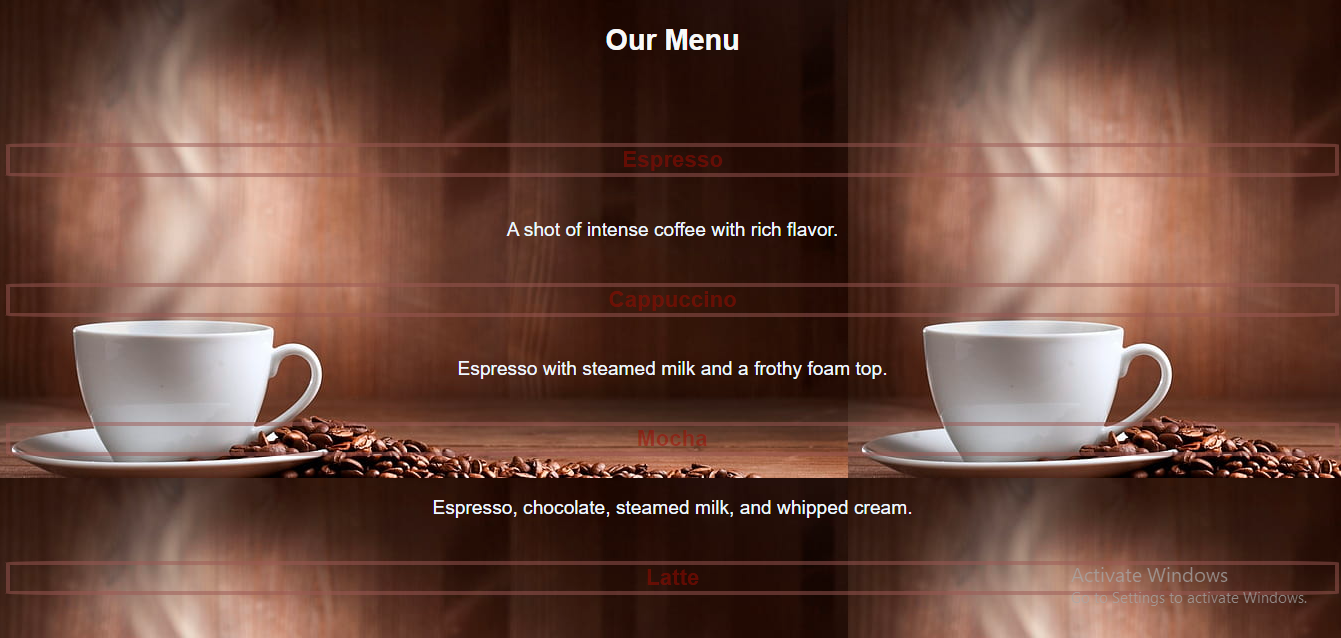 Our Menu
Espresso
A shot of intense coffee with rich flavor.
Cappuccino
Espresso with steamed milk and a frothy foam top.
Mocha
Espresso, chocolate, steamed milk, and whipped cream.
Latte
Activate Windows
Go to Settings to activate Windows.